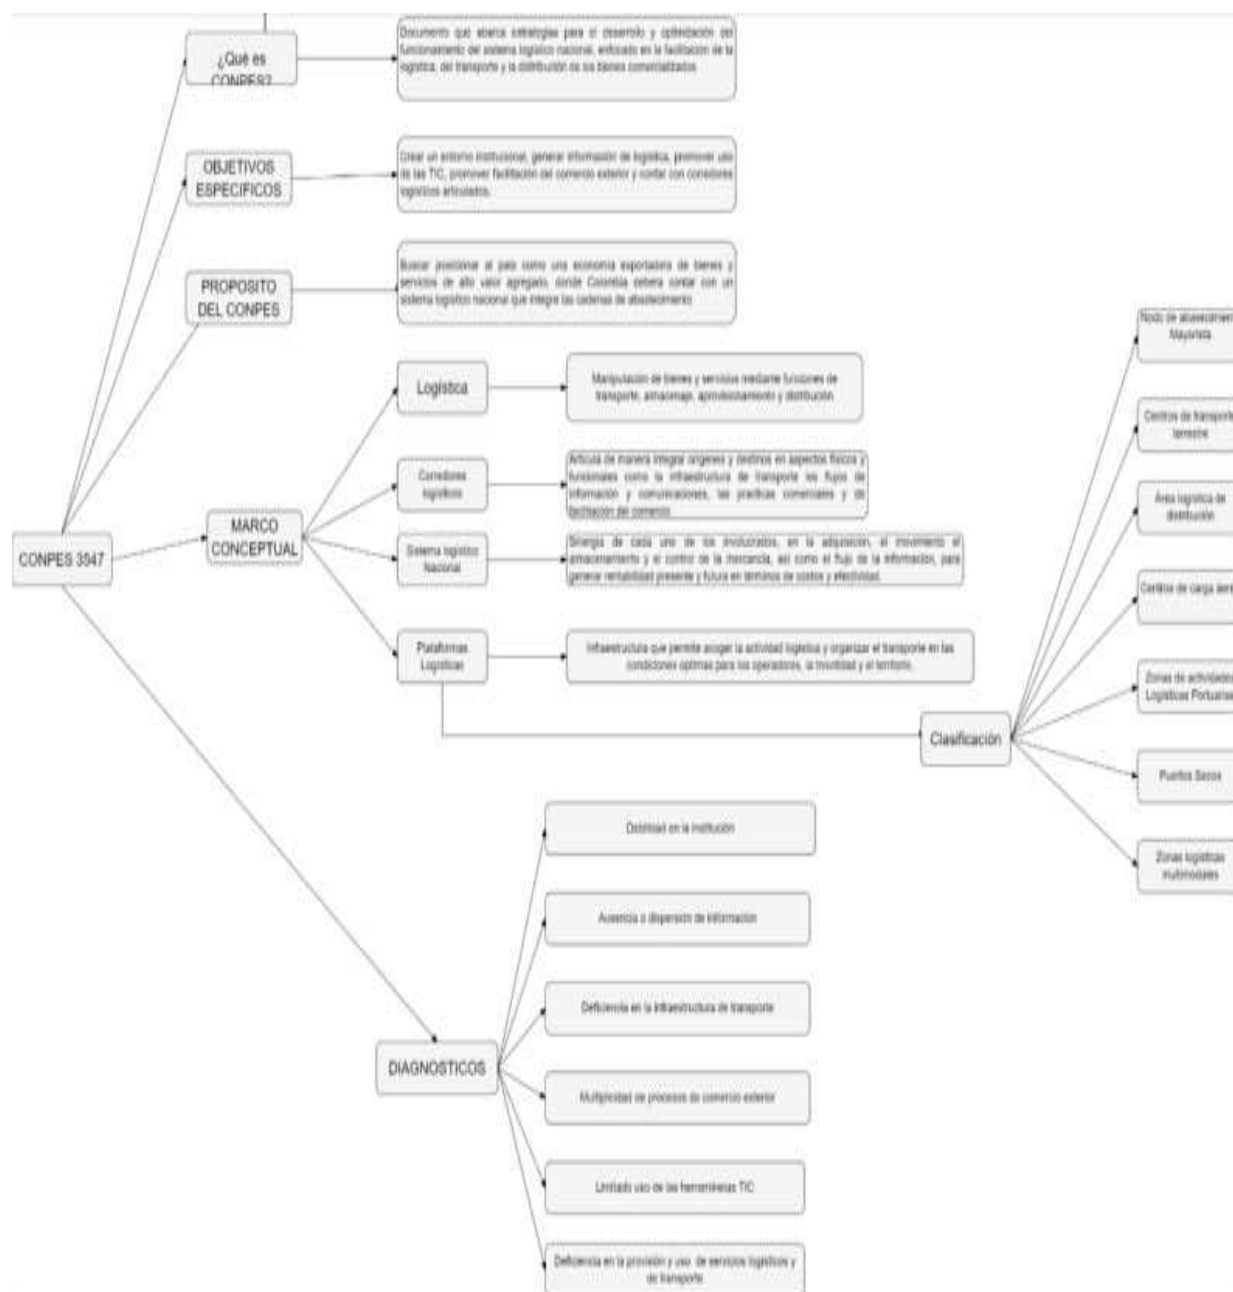 ¿Qué es
CONPES?
Documento que abarca estrategias para el desarrollo y optimización del
funcionamiento del sistema logístico nacional, enfocado en la facilitación de la
logística, del transporte y la distribución de los bienes comercializados
OBJETIVOS
ESPECIFICOS
Crear un entorno institucional, generar información de logística, promover uso
de las TIC, promover facilitación del comercio exterior y contar con corredores
logísticos articulados.
PROPOSITO
DEL CONPES
Buscar posicionar al país como una economía exportadora de bienes y
servicios de alto valor agregado, donde Colombia deberá contar con un
sistema logístico nacional que integre las cadenas de abastecimiento
CONPES 3547
MARCO
CONCEPTUAL
Logística
Manipulación de bienes y servicios mediante funciones de
transporte, almacenaje, aprovisionamiento y distribución
Corredores
logísticos
Articula de manera integral orígenes y destinos en aspectos físicos y
funcionales como la infraestructura de transporte los flujos de
información y comunicaciones, las practicas comerciales y de
facilitación del comercio
Sistema logístico
Nacional
Sinergia de cada uno de los involucrados, en la adquisición, el movimiento el
almacenamiento y el control de la mercancía, así como el flujo de la información, para
generar rentabilidad presente y futura en términos de costos y efectividad.
Plataformas
Logísticas
Infraestructura que permite acoger la actividad logística y organizar el transporte en las
condiciones optimas para los operadores, la movilidad y el territorio.
Clasificación
Nodo de
Mayorista
Centros de transporte
terrestre
Área logística de
distribución
Centros de carga
Zonas de actividades
Logísticas Portuarias
Puertos Secos
Zonas logísticas
multimodales
DIAGNOSTICOS
Debilidad en la institución
Ausencia o dispersión de información
Deficiencia en la infraestructura de transporte
Multiplicidad de procesos de comercio exterior
Limitado uso de las TIC
Deficiencia en la provisión y uso de servicios logísticos y
de transporte